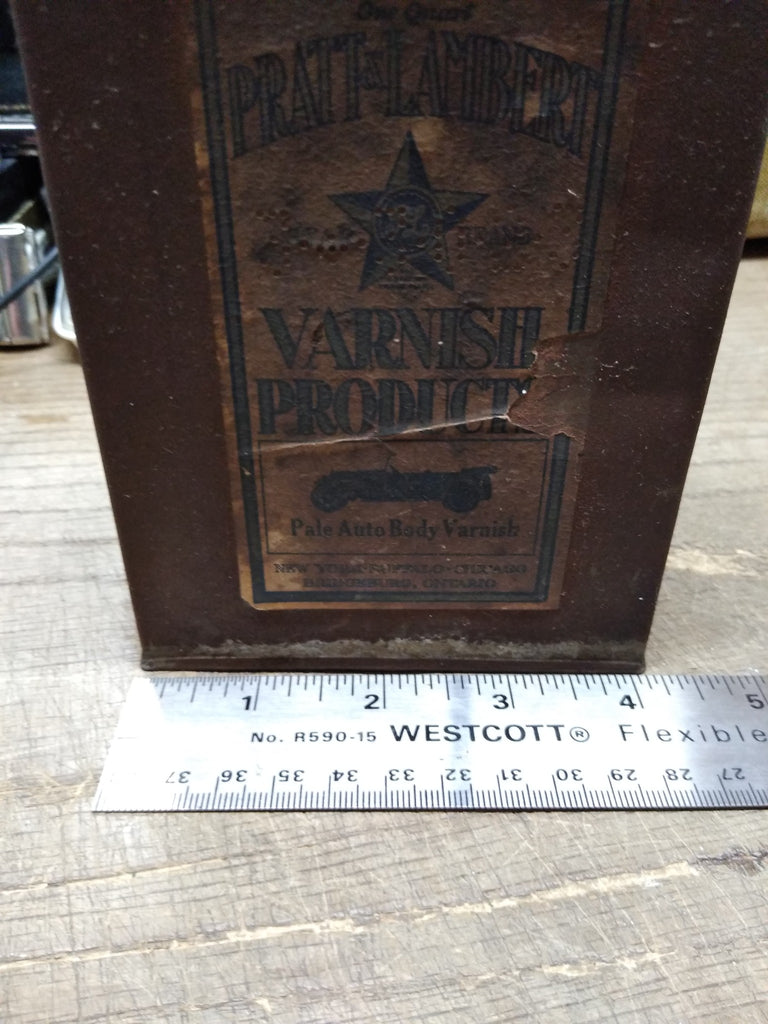 One Quart
PRATT & LAMBERT
BRAND
VARNISH
PRODUCTS
Pale Auto Body Varnish
NEW YORK-BUFFALO-CHICAGO
BRIDGEBURG, ONTARIO
1 2 3 4 5
No. R590-15 WESTCOTT® Flexible
37 36 35 34 33 32 31 30 29 28 27